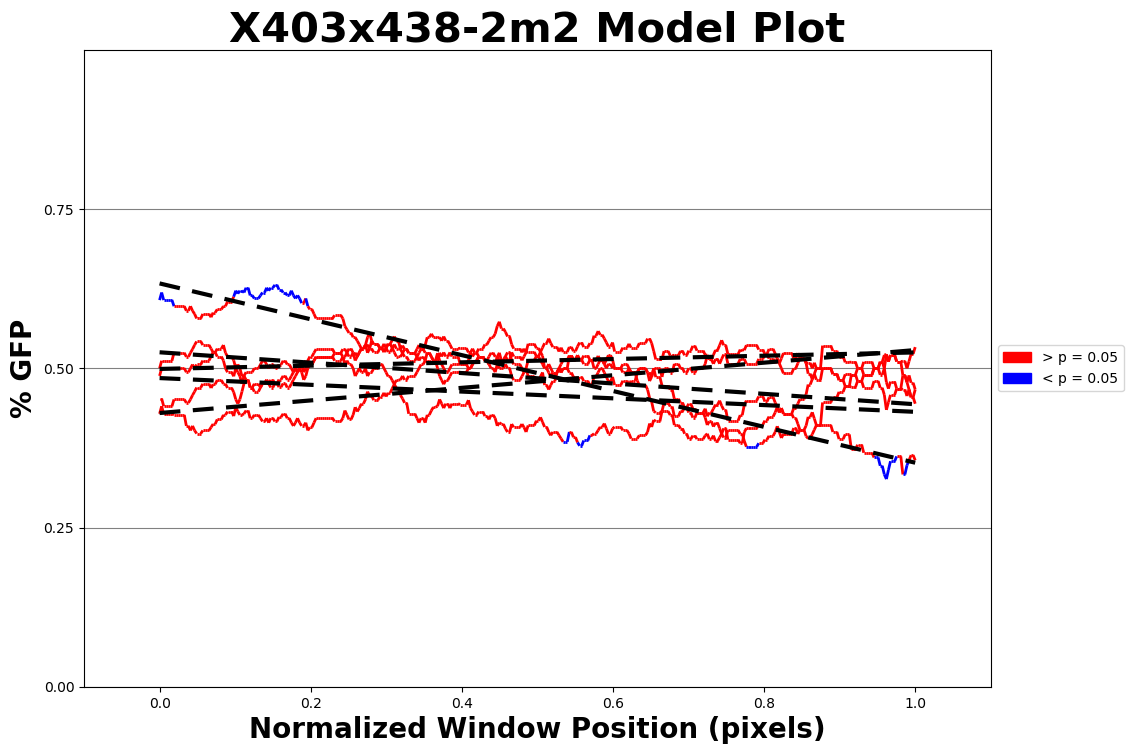 X403x438-2m2 Model Plot
% GFP
0.75
0.50
0.25
0.00
0.0 0.2 0.4 0.6 0.8 1.0
Normalized Window Position (pixels)
> p = 0.05
< p = 0.05